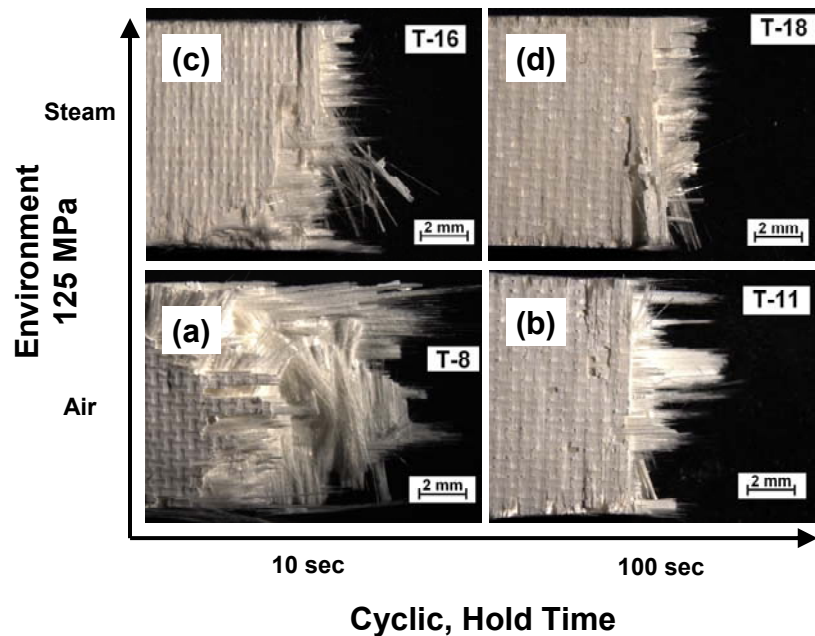 (c)
T-16
2 mm
(d)
T-18
2 mm
Steam
Environment
125 MPa
Air
(a)
T-8
2 mm
(b)
T-11
2 mm
10 sec
100 sec
Cyclic, Hold Time